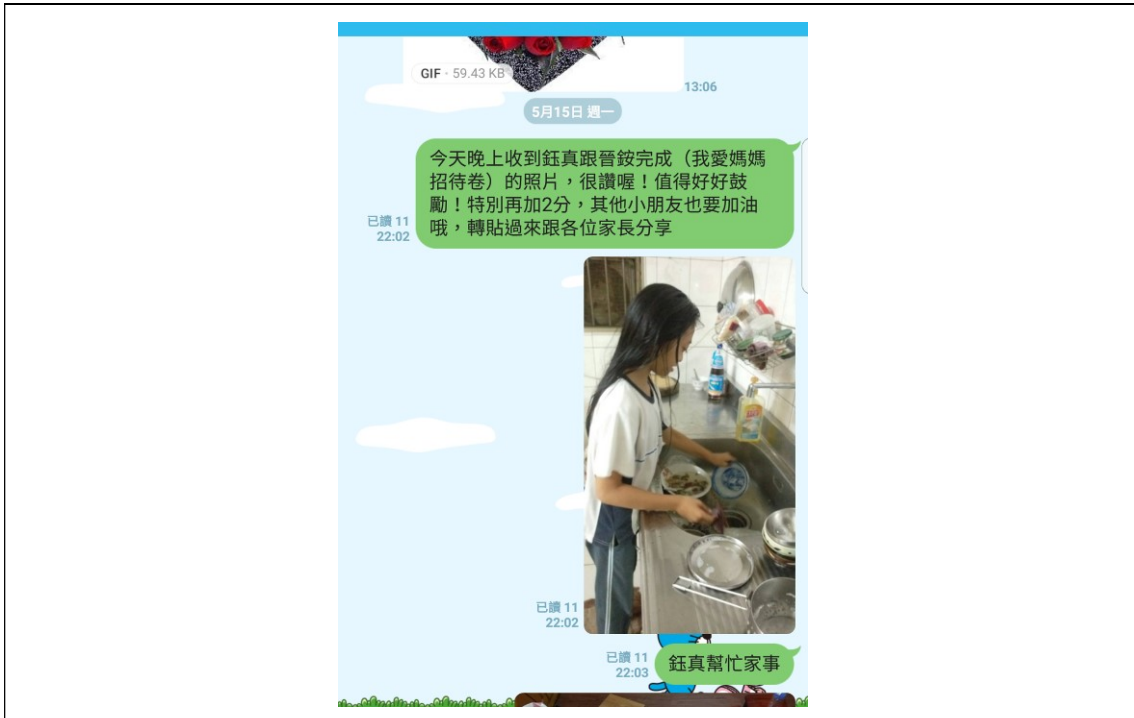 GIF · 59.43 KB
13:06
5月15日 週一
今天晚上收到鈺真跟晉銨完成（我愛媽媽
招待卷）的照片，很讚喔！值得好好鼓
勵！特別再加2分，其他小朋友也要加油
哦，轉貼過來跟各位家長分享
已讀 11
22:02
已讀 11
22:02
已讀 11
22:03
鈺真幫忙家事